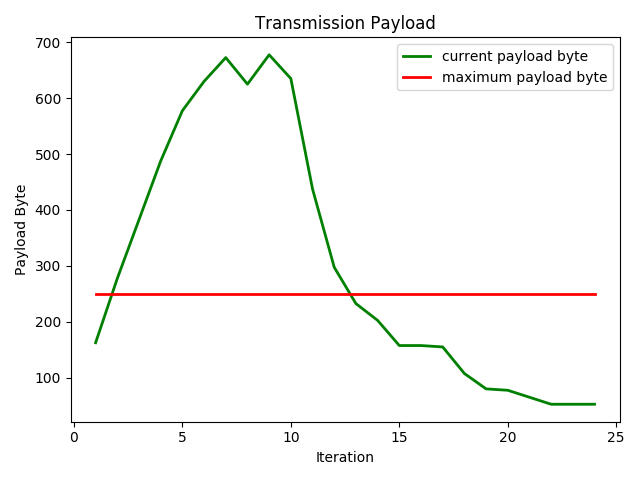 Transmission Payload
current payload byte
maximum payload byte
Payload Byte
700
600
500
400
300
200
100
0 5 10 15 20 25
Iteration